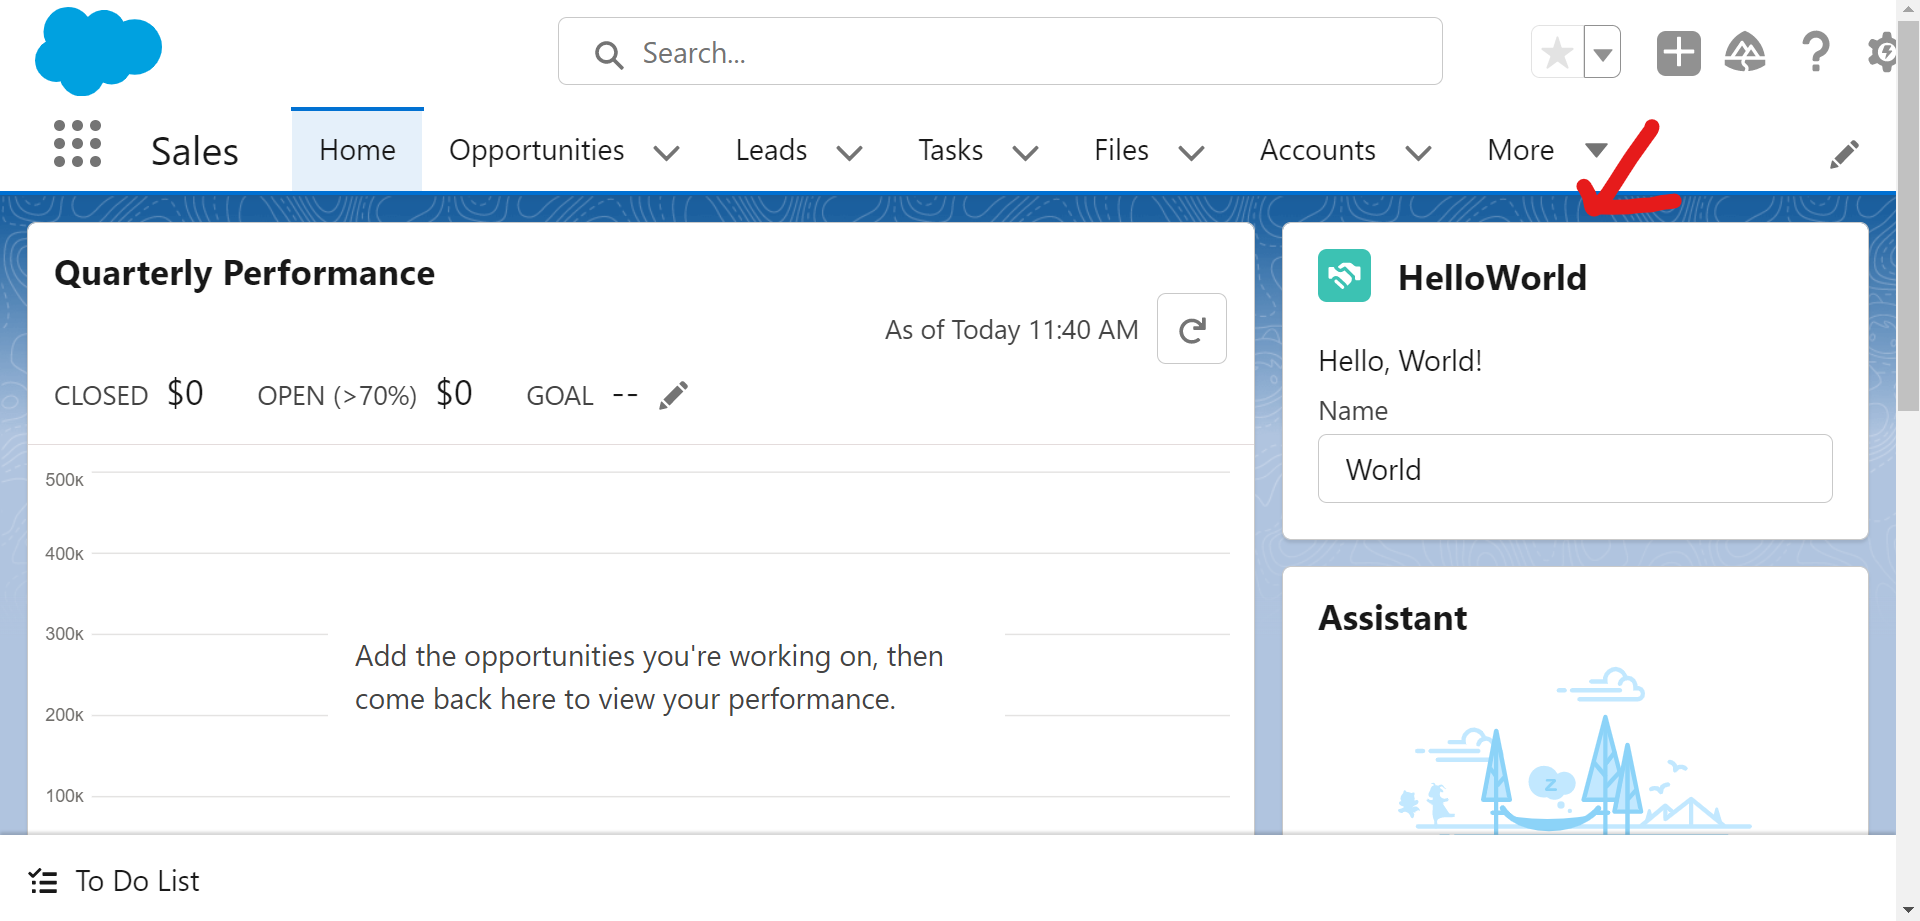 Search...
Sales Home Opportunities Leads Tasks Files Accounts More
Quarterly Performance
As of Today 11:40 AM
CLOSED $0 OPEN (>70%) $0 GOAL --
500K
400K
300K
200K
100K
Add the opportunities you're working on, then
come back here to view your performance.
HelloWorld
Hello, World!
Name
World
Assistant
z
To Do List